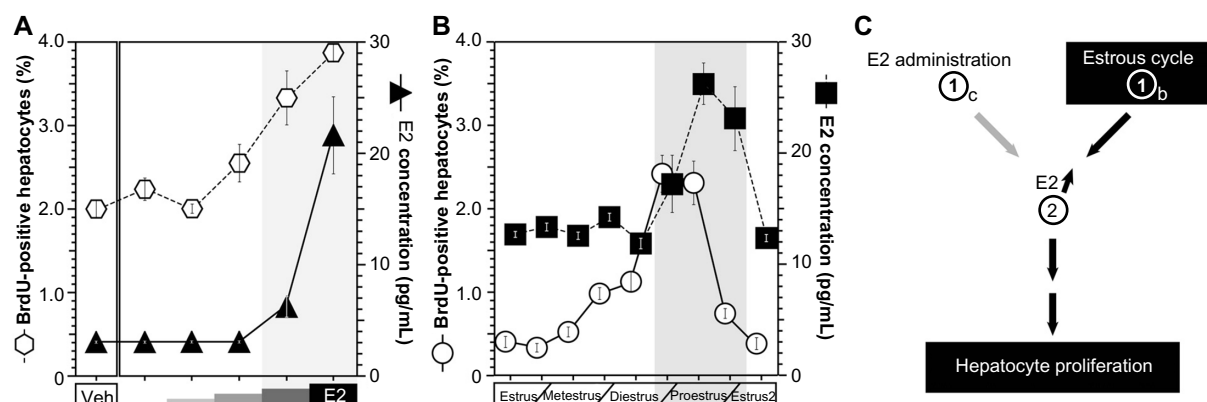 A
BrdU-positive hepatocytes (%)
4.0
3.0
2.0
1.0
0
30
20
10
0
E2 concentration (pg/mL)
Veh
E2
B
BrdU-positive hepatocytes (%)
4.0
3.0
2.0
1.0
0
30
20
10
0
E2 concentration (pg/mL)
Estrus Metestrus Diestrus Proestrus Estrus2
C
E2 administration
1c
Estrous cycle
1b
E2
2
Hepatocyte proliferation